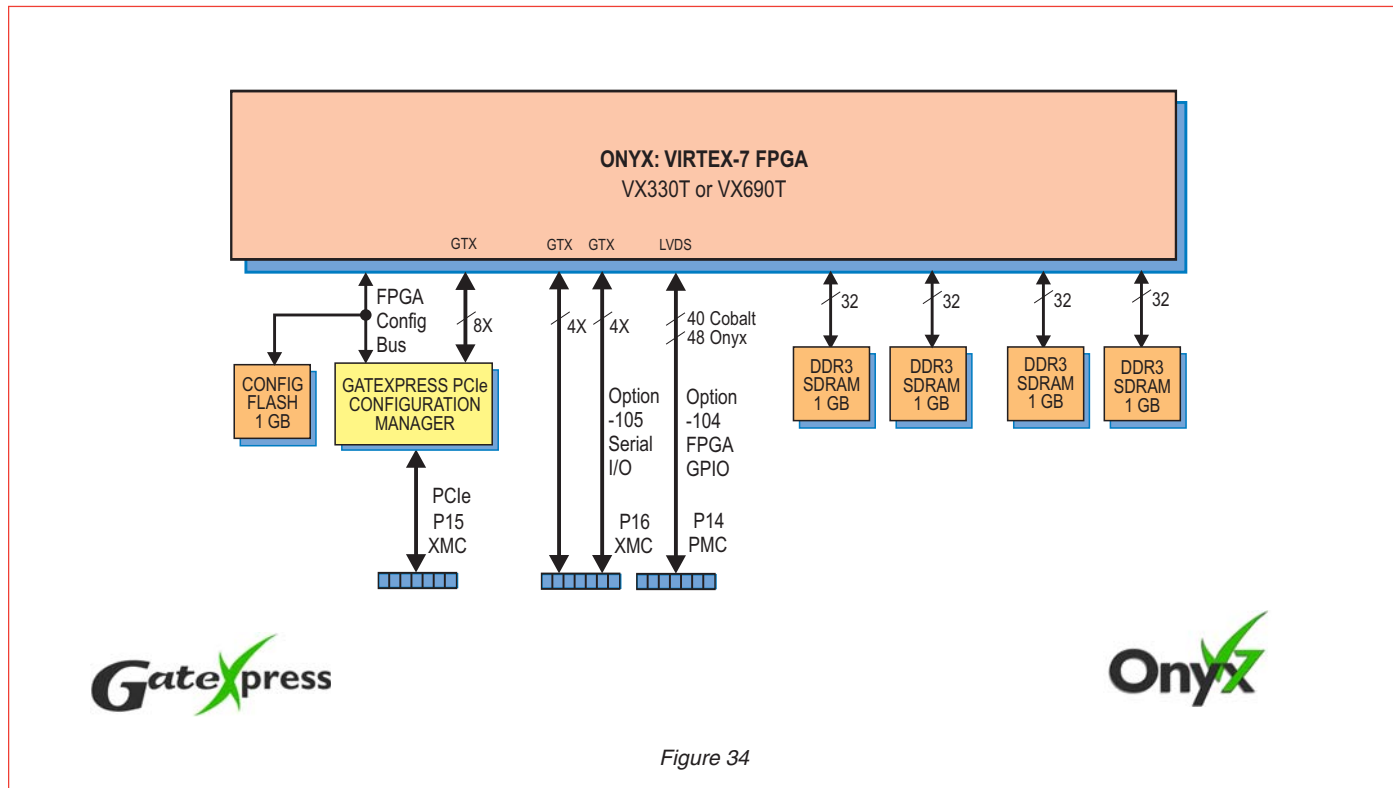 ONYX: VIRTEX-7 FPGA
VX330T or VX690T
GTX
GTX
GTX
LVDS
FPGA
Config
Bus
8X
4X
4X
40 Cobalt
48 Onyx
32
32
32
32
CONFIG
FLASH
1 GB
GATEXPRESS PCIe
CONFIGURATION
MANAGER
Option
-105
Serial
I/O
Option
-104
FPGA
GPIO
DDR3
SDRAM
1 GB
DDR3
SDRAM
1 GB
DDR3
SDRAM
1 GB
DDR3
SDRAM
1 GB
PCIe
P15
XMC
P16
XMC
P14
PMC
GateXpress
Onyx7
Figure 34